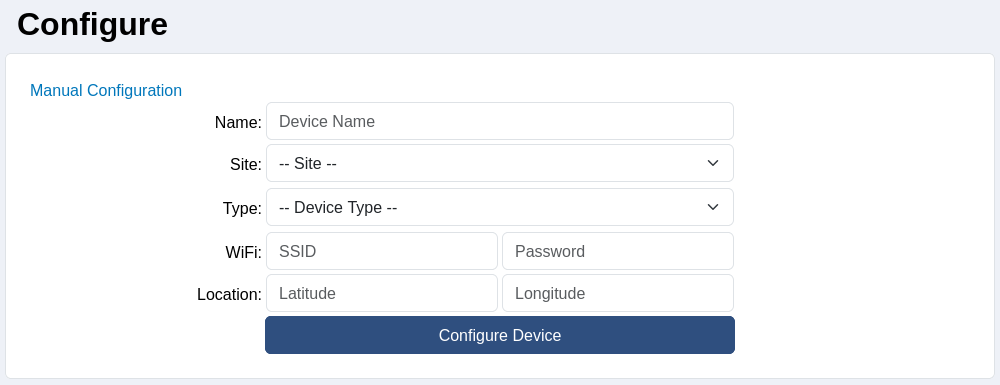 Configure
Manual Configuration
Name: Device Name
Site: -- Site --
Type: -- Device Type --
WiFi: SSID Password
Location: Latitude Longitude
Configure Device